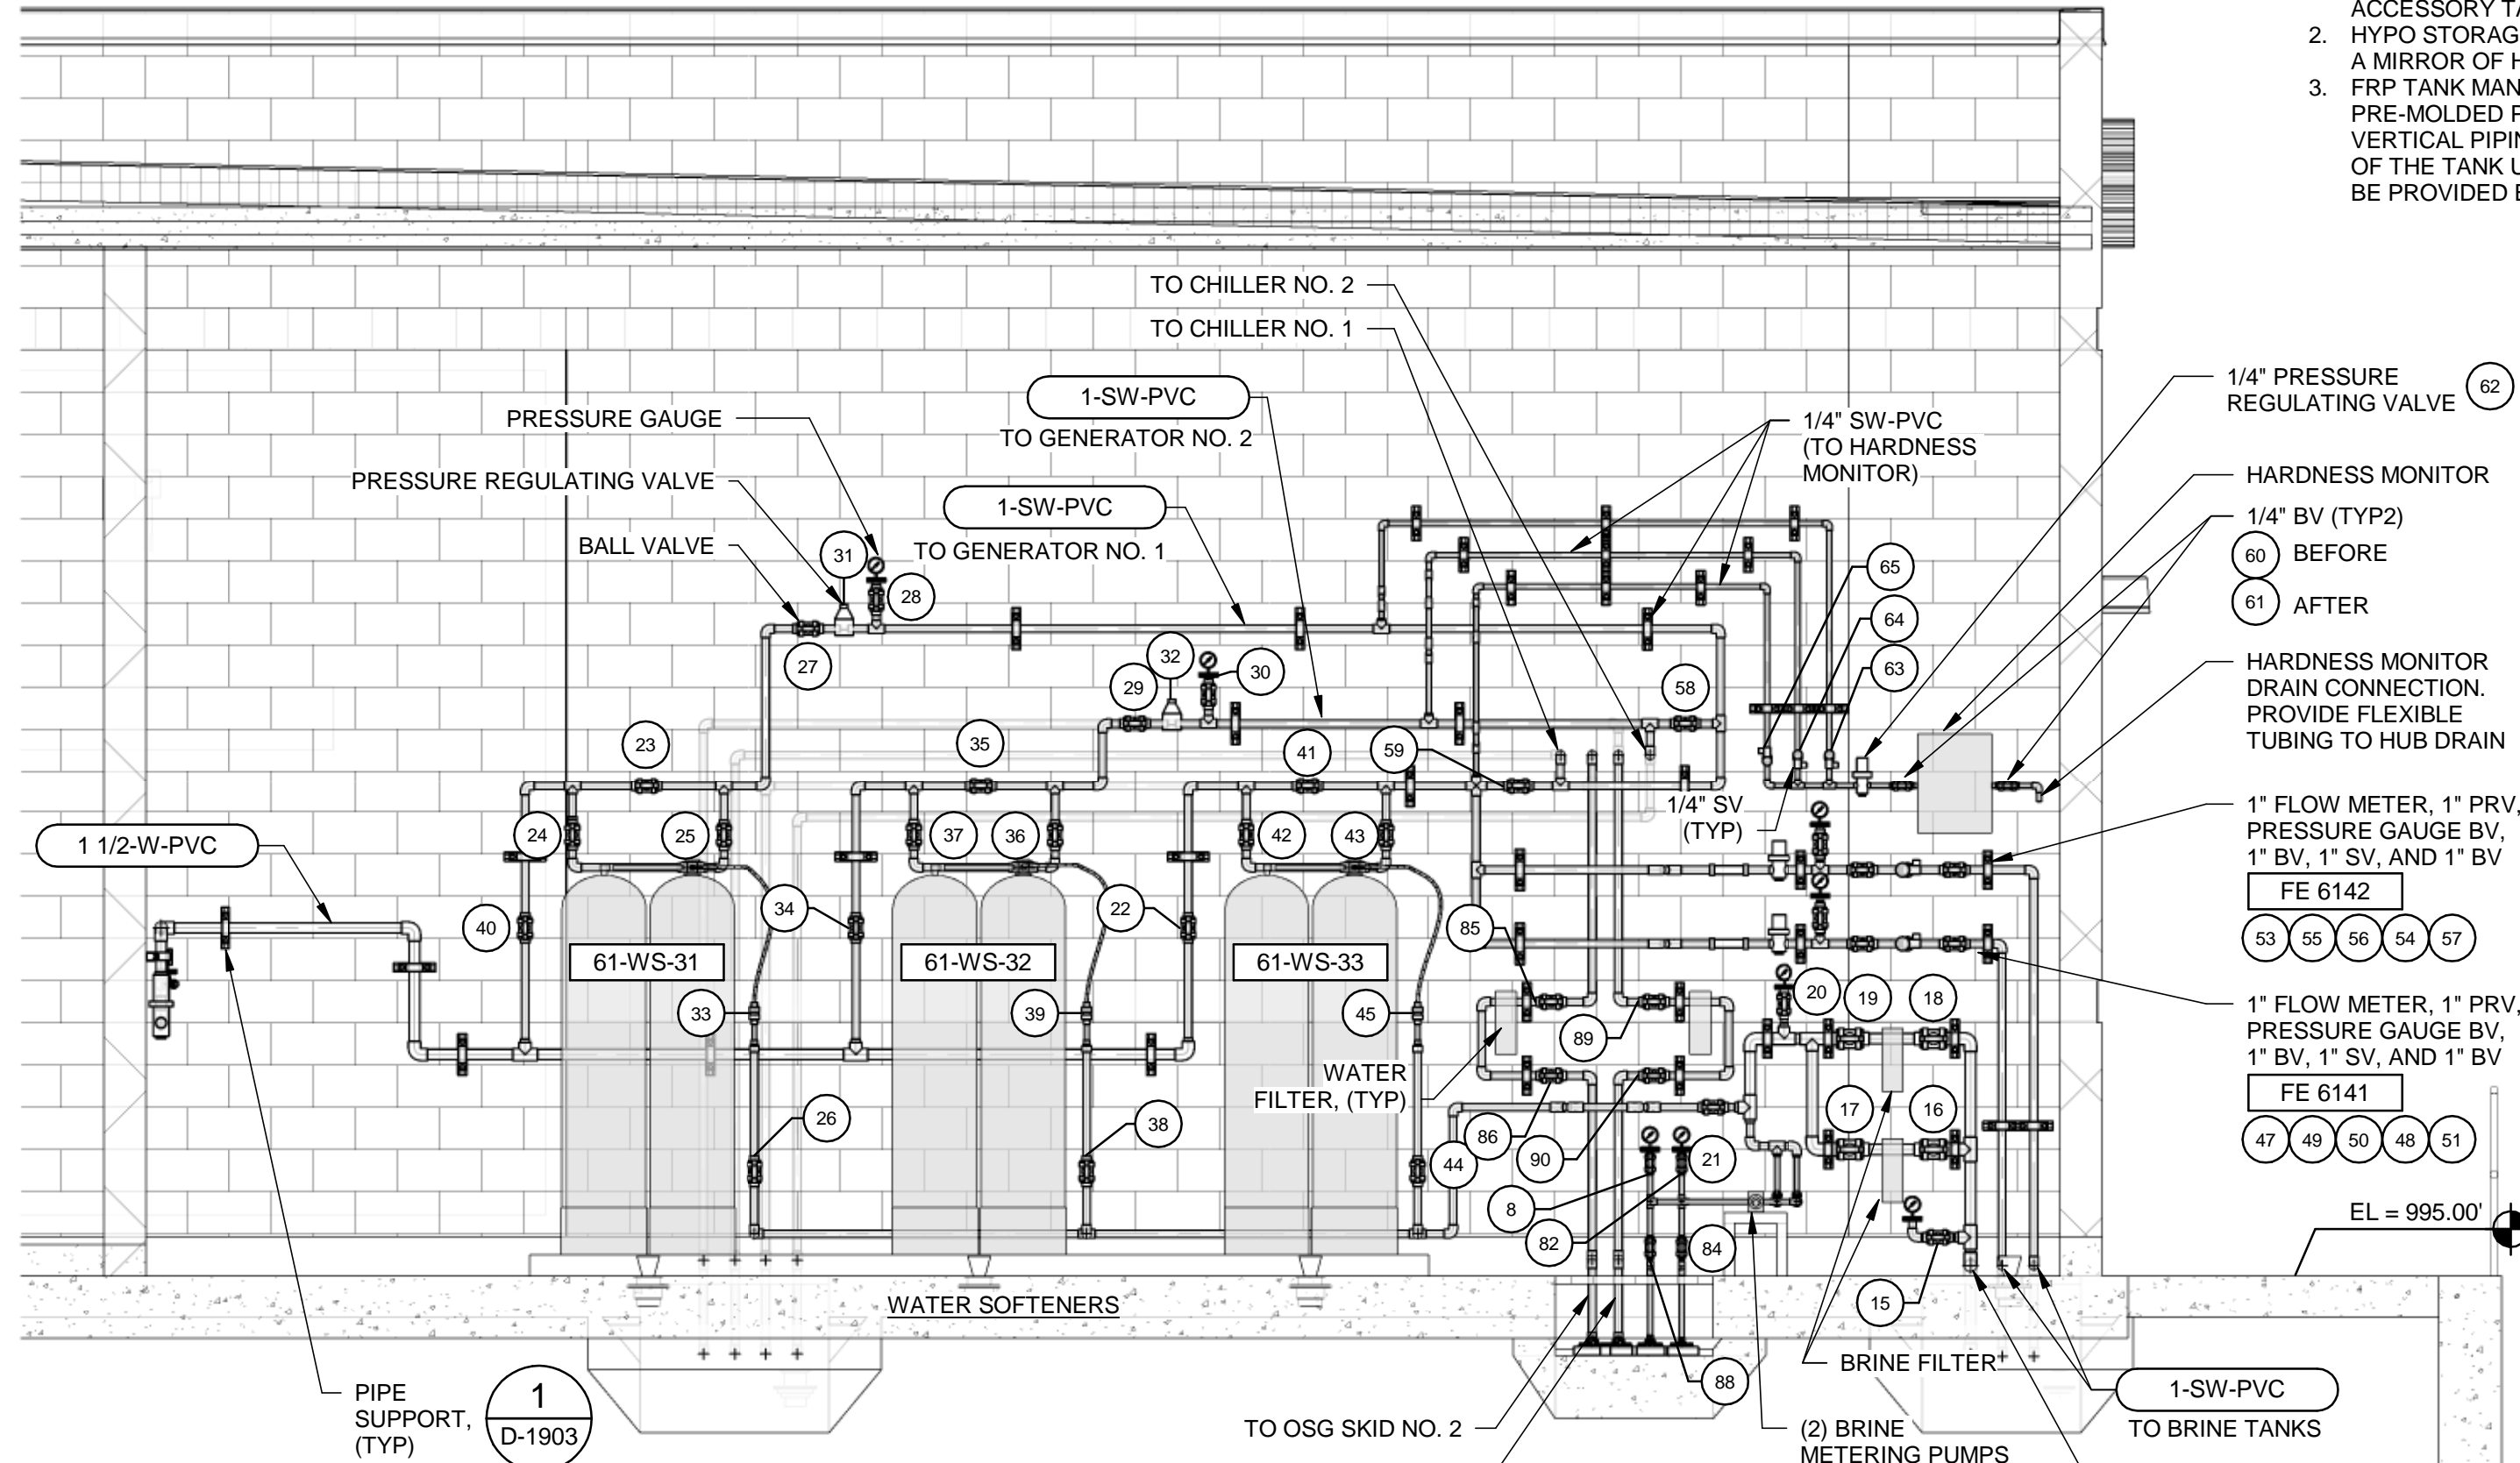 ACCESSORY TA
2. HYPO STORAG
A MIRROR OF H
3. FRP TANK MAN
PRE-MOLDED P
VERTICAL PIPIN
OF THE TANK U
BE PROVIDED B
TO CHILLER NO. 2
TO CHILLER NO. 1
1-SW-PVC
TO GENERATOR NO. 2
PRESSURE GAUGE
PRESSURE REGULATING VALVE
1-SW-PVC
TO GENERATOR NO. 1
BALL VALVE
1/4" SW-PVC
(TO HARDNESS
MONITOR)
1/4" PRESSURE
REGULATING VALVE
62
HARDNESS MONITOR
1/4" BV (TYP2)
60 BEFORE
61 AFTER
HARDNESS MONITOR
DRAIN CONNECTION.
PROVIDE FLEXIBLE
TUBING TO HUB DRAIN
31
28
27
32
29
30
65
64
63
58
23
35
41
59
1/4" SV
(TYP)
1" FLOW METER, 1" PRV,
PRESSURE GAUGE BV,
1" BV, 1" SV, AND 1" BV
FE 6142
53 55 56 54 57
1 1/2-W-PVC
24
25
37
36
42
43
40
34
22
85
61-WS-31
61-WS-32
61-WS-33
33
39
45
89
20
19
18
1" FLOW METER, 1" PRV,
PRESSURE GAUGE BV,
1" BV, 1" SV, AND 1" BV
FE 6141
47 49 50 48 51
WATER
FILTER, (TYP)
26
38
86
44
90
21
17
16
8
82
84
15
88
EL = 995.00'
WATER SOFTENERS
BRINE FILTER
1-SW-PVC
TO BRINE TANKS
PIPE
SUPPORT,
(TYP)
1
D-1903
TO OSG SKID NO. 2
(2) BRINE
METERING PUMPS